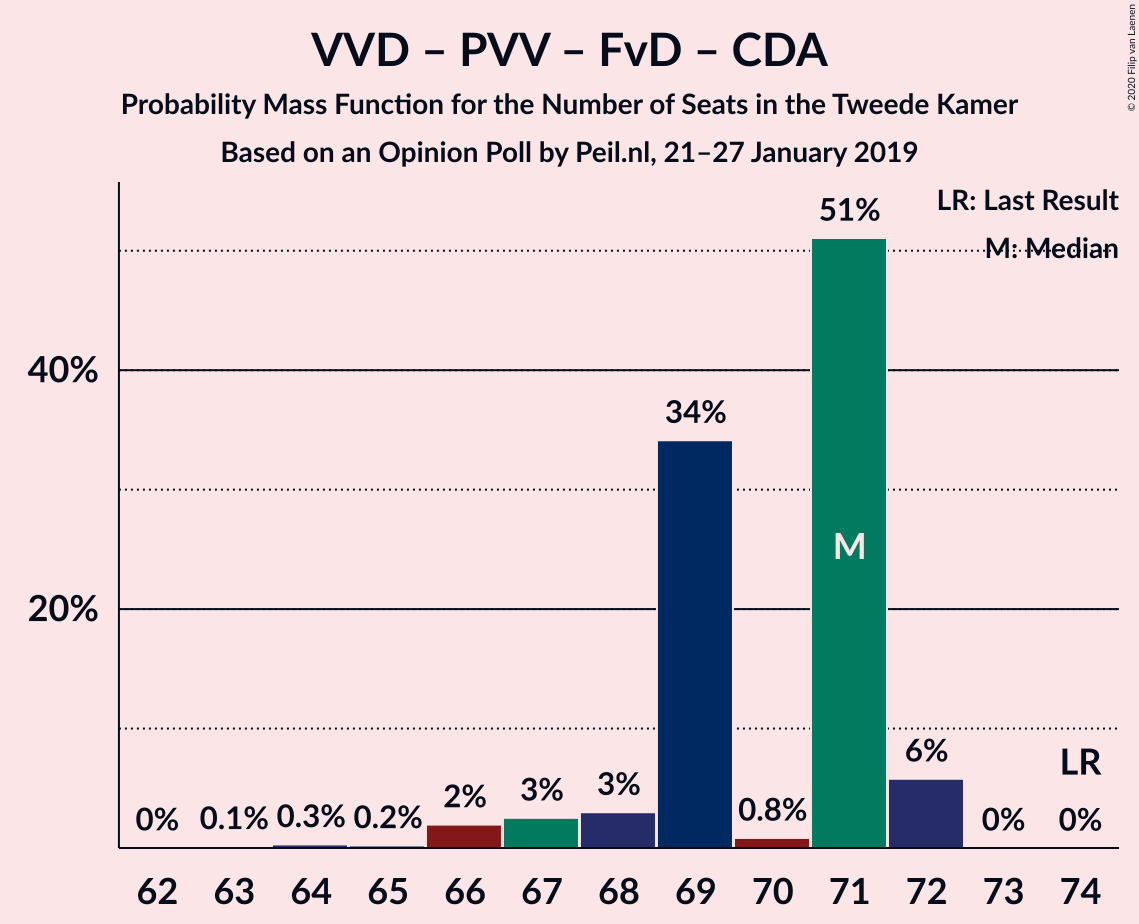 VVD – PVV – FvD – CDA
Probability Mass Function for the Number of Seats in the Tweede Kamer
Based on an Opinion Poll by Peil.nl, 21–27 January 2019
© 2020 Filip van Laenen
LR: Last Result
M: Median
40%
20%
0%
0.1%
0.3%
0.2%
2%
3%
3%
34%
0.8%
51%
M
6%
0%
LR
0%
62 63 64 65 66 67 68 69 70 71 72 73 74